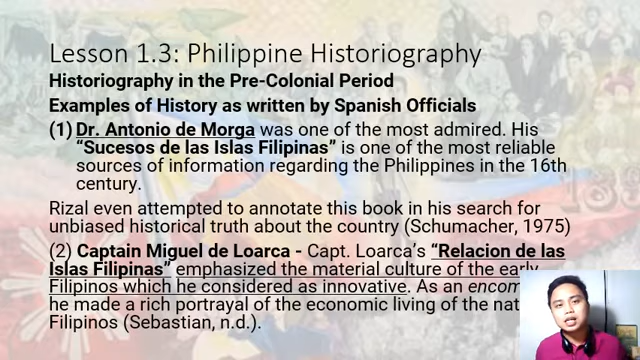 Lesson 1.3: Philippine Historiography
Historiography in the Pre-Colonial Period
Examples of History as written by Spanish Officials
(1) Dr. Antonio de Morga was one of the most admired. His
“Sucesos de las Islas Filipinas” is one of the most reliable
sources of information regarding the Philippines in the 16th
century.
Rizal even attempted to annotate this book in his search for
unbiased historical truth about the country (Schumacher, 1975)
(2) Captain Miguel de Loarca - Capt. Loarca’s “Relacion de las
Islas Filipinas” emphasized the material culture of the early
Filipinos which he considered as innovative. As an
he made a rich portrayal of the economic living of the
Filipinos (Sebastian, n.d.).